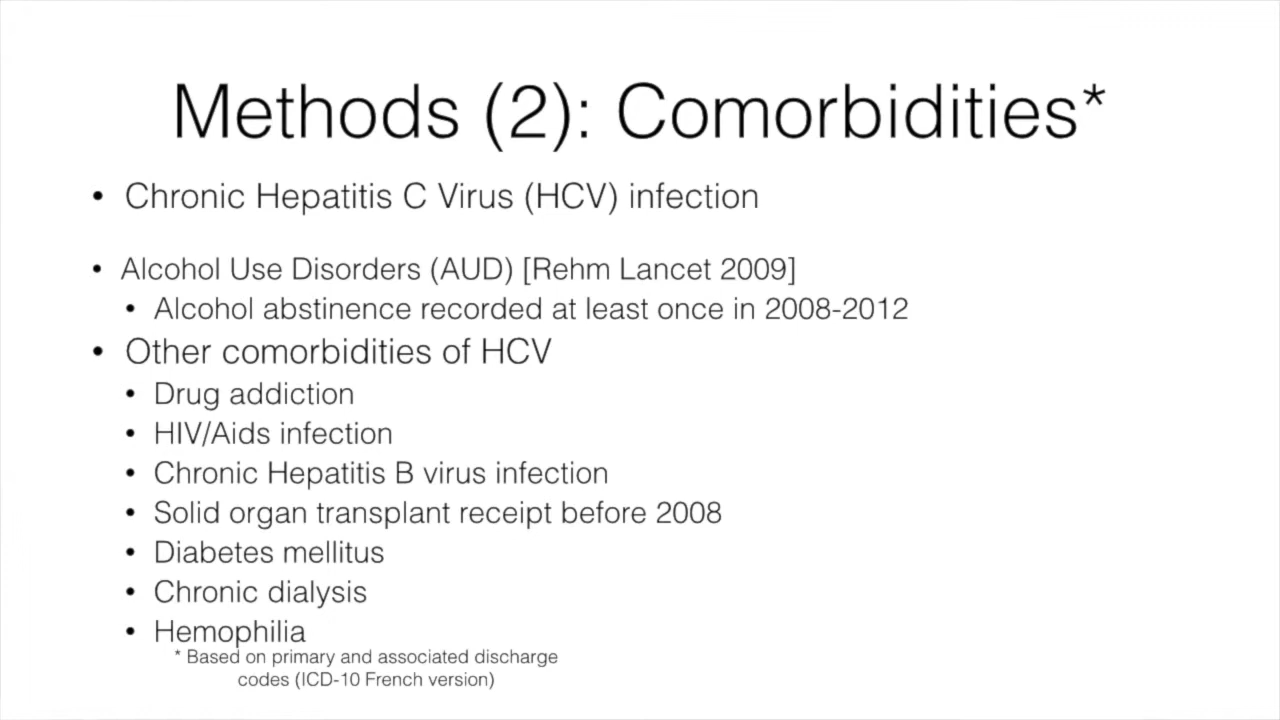 Methods (2): Comorbidities*
• Chronic Hepatitis C Virus (HCV) infection
• Alcohol Use Disorders (AUD) [Rehm Lancet 2009]
• Alcohol abstinence recorded at least once in 2008-2012
• Other comorbidities of HCV
• Drug addiction
• HIV/Aids infection
• Chronic Hepatitis B virus infection
• Solid organ transplant receipt before 2008
• Diabetes mellitus
• Chronic dialysis
• Hemophilia
* Based on primary and associated discharge
codes (ICD-10 French version)